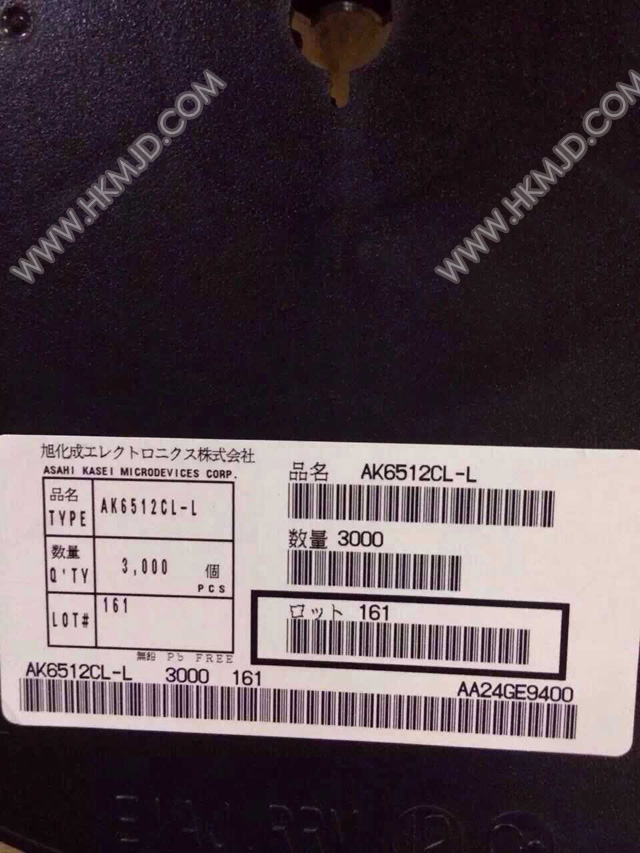 WWW.HKMJD.COM
WWW.HKMJD.COM
旭化成エレクトロニクス株式会社
ASAHI KASEI MICRODEVICES CORP.
品名
TYPE
AK6512CL-L
数量
Q'TY
3,000 個
PCS
LOT#
161
無鉛 Pb FREE
品名 AK6512CL-L
数量 3000
ロット 161
AK6512CL-L 3000 161
AA24GE9400